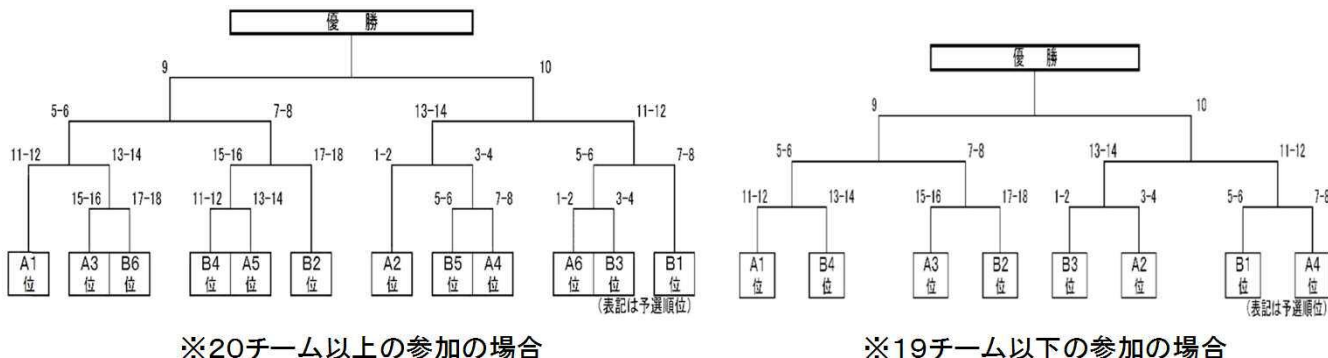 優 勝
9 10
5-6 7-8 13-14 11-12
11-12 13-14 15-16 17-18 1-2 3-4 5-6 7-8
15-16 17-18 11-12 13-14 5-6 7-8 1-2 3-4
A1位 A3位 B6位 B4位 A5位 B2位 A2位 B5位 A4位 A6位 B3位 B1位
(表記は予選順位)
※20チーム以上の参加の場合
優 勝
9 10
5-6 7-8 13-14 11-12
11-12 13-14 15-16 17-18 1-2 3-4 5-6 7-8
A1位 B4位 A3位 B2位 B3位 A2位 B1位 A4位
(表記は予選順位)
※19チーム以下の参加の場合